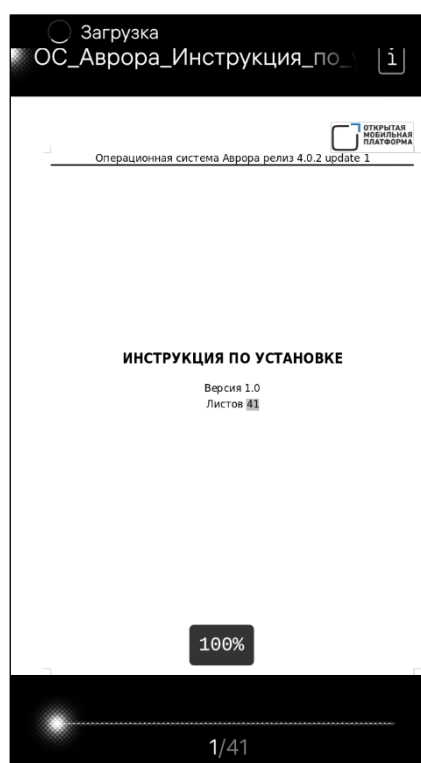 Загрузка
ОС_Аврора_Инструкция_по_
i
ОТКРЫТАЯ
МОБИЛЬНАЯ
ПЛАТФОРМА
Операционная система Аврора релиз 4.0.2 update 1
ИНСТРУКЦИЯ ПО УСТАНОВКЕ
Версия 1.0
Листов 41
100%
1/41